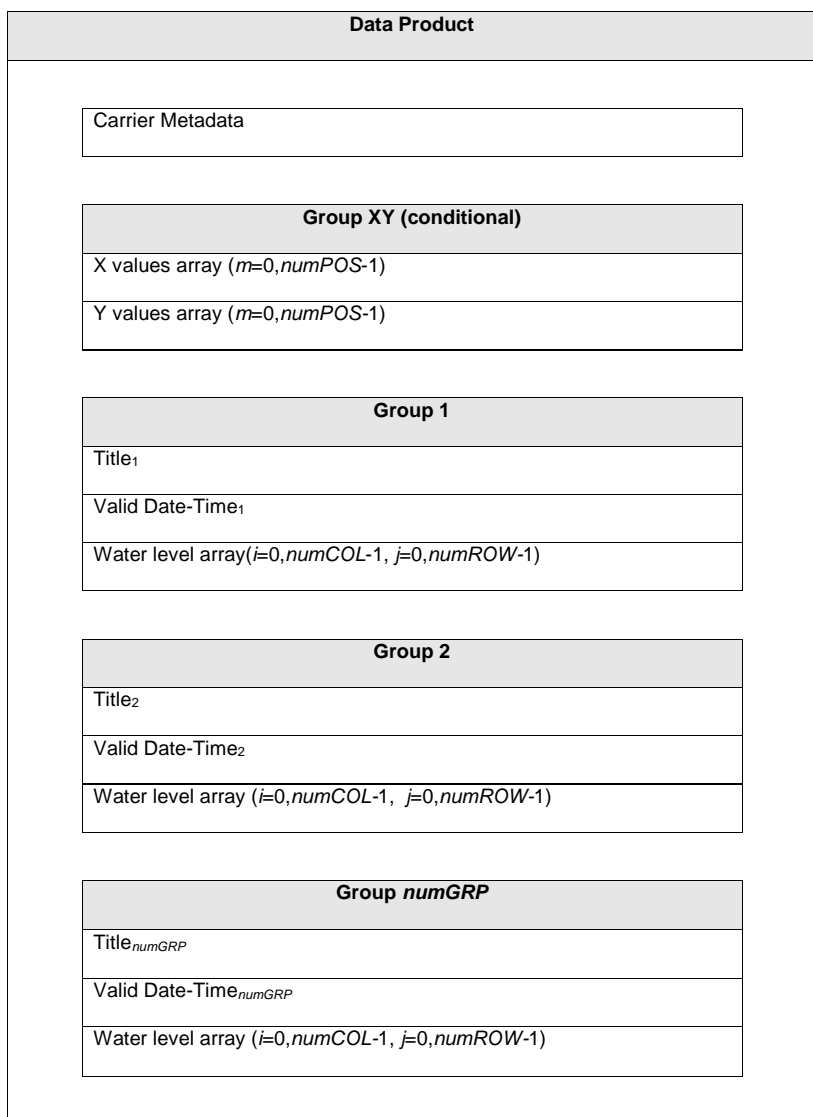 Data Product
Carrier Metadata
Group XY (conditional)
X values array (m=0,numPOS-1)
Y values array (m=0,numPOS-1)
Group 1
Title₁
Valid Date-Time₁
Water level array(i=0,numCOL-1, j=0,numROW-1)
Group 2
Title₂
Valid Date-Time₂
Water level array (i=0,numCOL-1, j=0,numROW-1)
Group numGRP
TitlenumGRP
Valid Date-TimenumGRP
Water level array (i=0,numCOL-1, j=0,numROW-1)